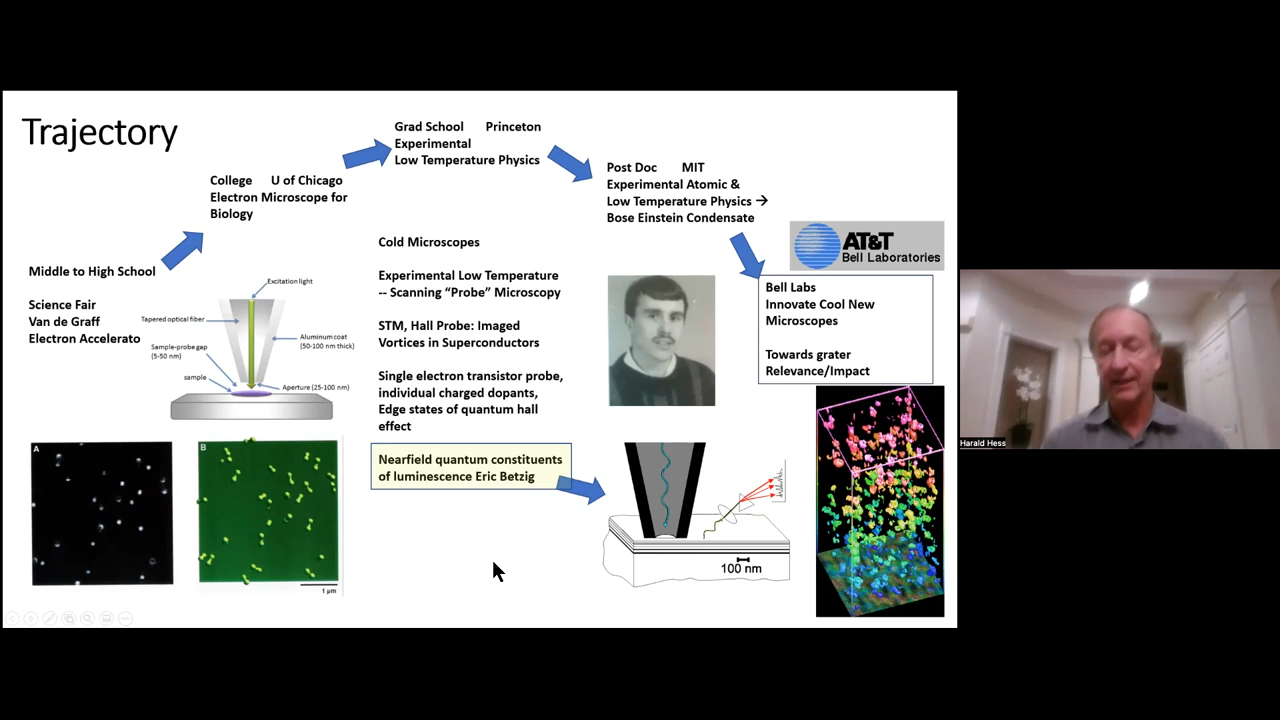 Trajectory
Middle to High School
Science Fair
Van de Graff
Electron Accelerato
College U of Chicago
Electron Microscope for
Biology
Grad School Princeton
Experimental
Low Temperature Physics
Post Doc MIT
Experimental Atomic &
Low Temperature Physics →
Bose Einstein Condensate
AT&T
Bell Laboratories
Bell Labs
Innovate Cool New
Microscopes
Towards grater
Relevance/Impact
Cold Microscopes
Experimental Low Temperature
-- Scanning “Probe” Microscopy
STM, Hall Probe: Imaged
Vortices in Superconductors
Single electron transistor probe,
individual charged dopants,
Edge states of quantum hall
effect
Nearfield quantum constituents
of luminescence Eric Betzig
Excitation light
Tapered optical fiber
Aluminum coat
(50-100 nm thick)
Sample-probe gap
(5-50 nm)
sample
Aperture (25-100 nm)
A
B
1 µm
100 nm
Harald Hess